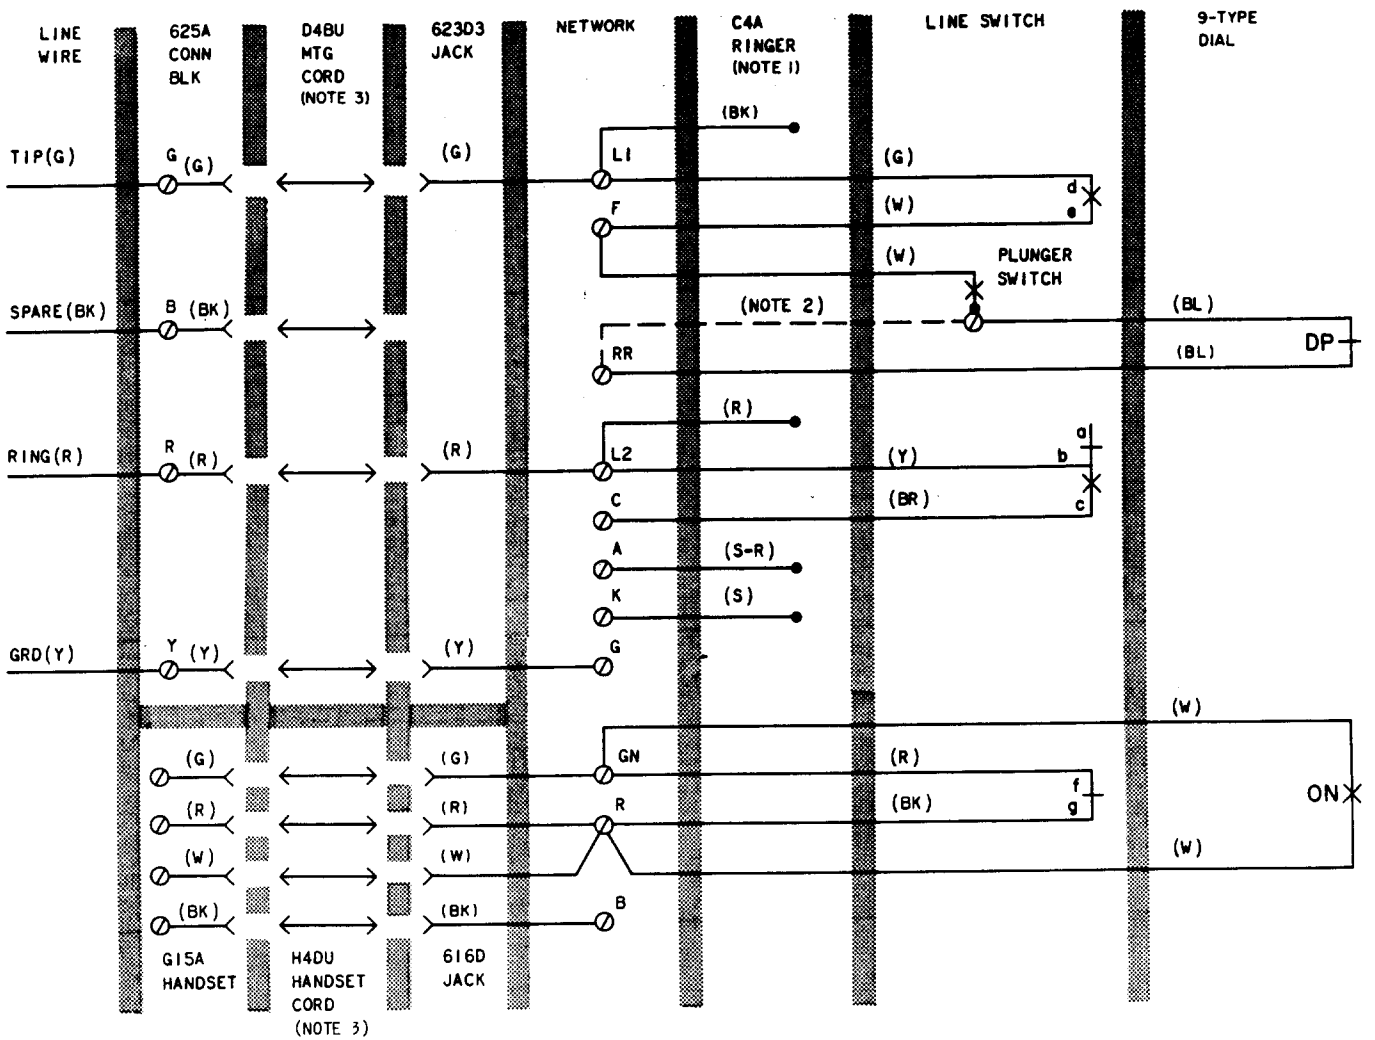 LINE
WIRE
625A
CONN
BLK
D4BU
MTG
CORD
(NOTE 3)
623D3
JACK
NETWORK
C4A
RINGER
(NOTE 1)
LINE SWITCH
9-TYPE
DIAL
(BK)
TIP(G)
G
(G)
(G)
L1
(G)
d
e
F
(W)
(W)
PLUNGER
SWITCH
SPARE(BK)
B
(BK)
(NOTE 2)
(BL)
DP
RR
(BL)
(R)
RING(R)
R
(R)
(R)
L2
(Y)
a
b
c
C
(BR)
A
(S-R)
K
(S)
GRD(Y)
Y
(Y)
(Y)
G
(W)
(G)
(G)
GN
(R)
f
g
ON
(R)
(R)
R
(BK)
(W)
(W)
(W)
(BK)
(BK)
B
G15A
HANDSET
H4DU
HANDSET
CORD
(NOTE 3)
616D
JACK